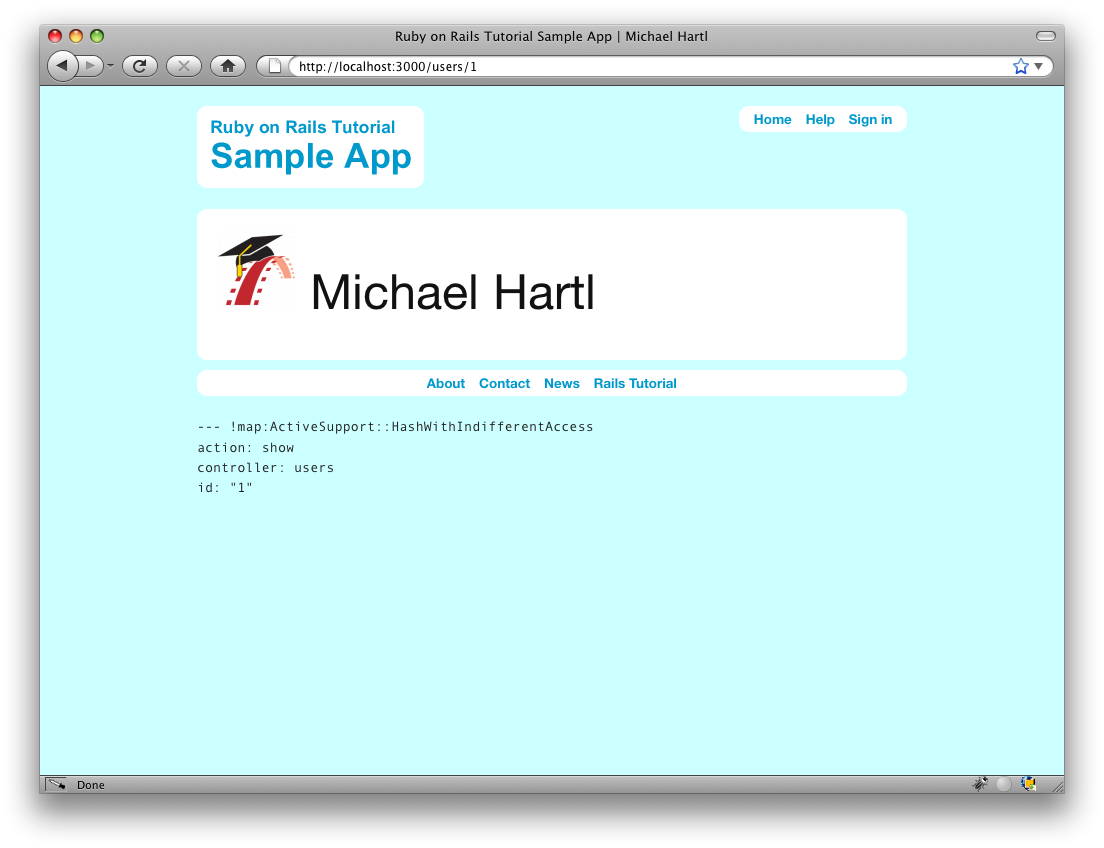 Ruby on Rails Tutorial Sample App | Michael Hartl
http://localhost:3000/users/1
Ruby on Rails Tutorial
Sample App
Home Help Sign in
Michael Hartl
About Contact News Rails Tutorial
--- !map:ActiveSupport::HashWithIndifferentAccess
action: show
controller: users
id: "1"
Done